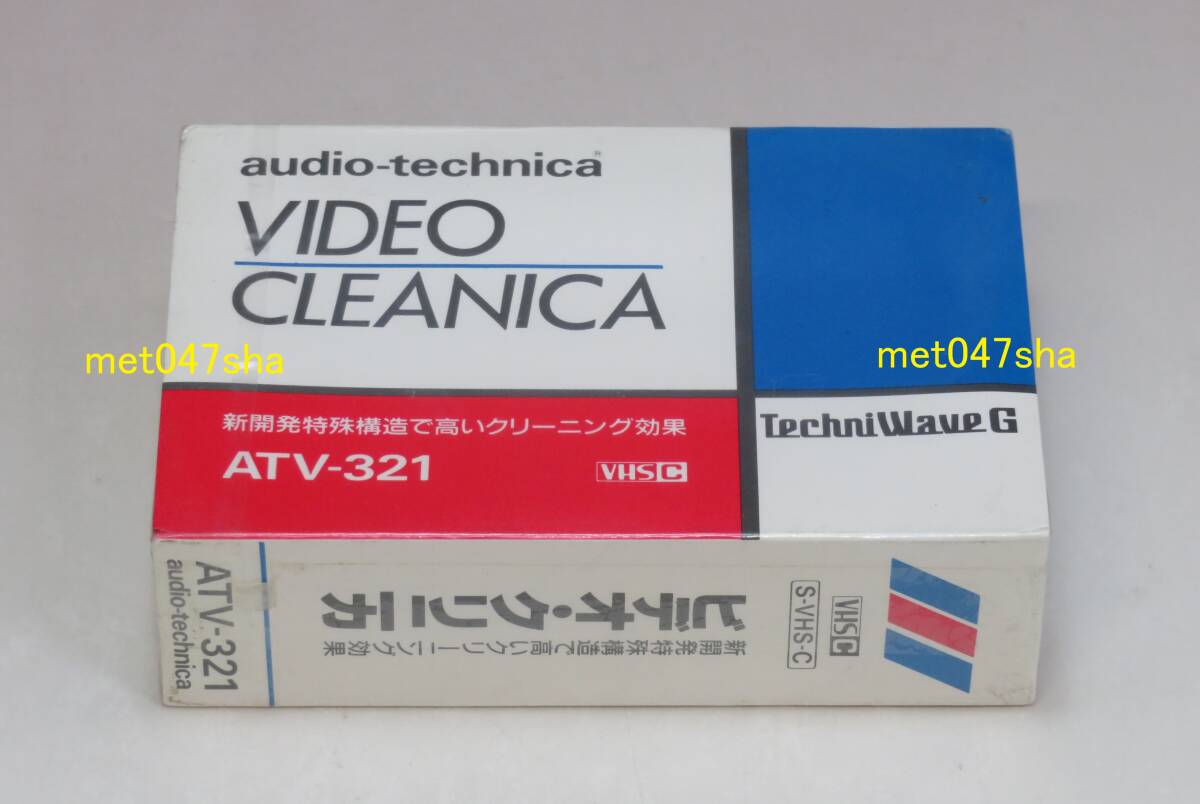 audio-technica
VIDEO
CLEANICA
met047sha
met047sha
新開発特殊構造で高いクリーニング効果
ATV-321
VHS C
TechniWave G
ATV-321
audio-technica
ビデオ・クリニカ
新開発特殊構造で高いクリーニング効果
VHS C
S-VHS-C